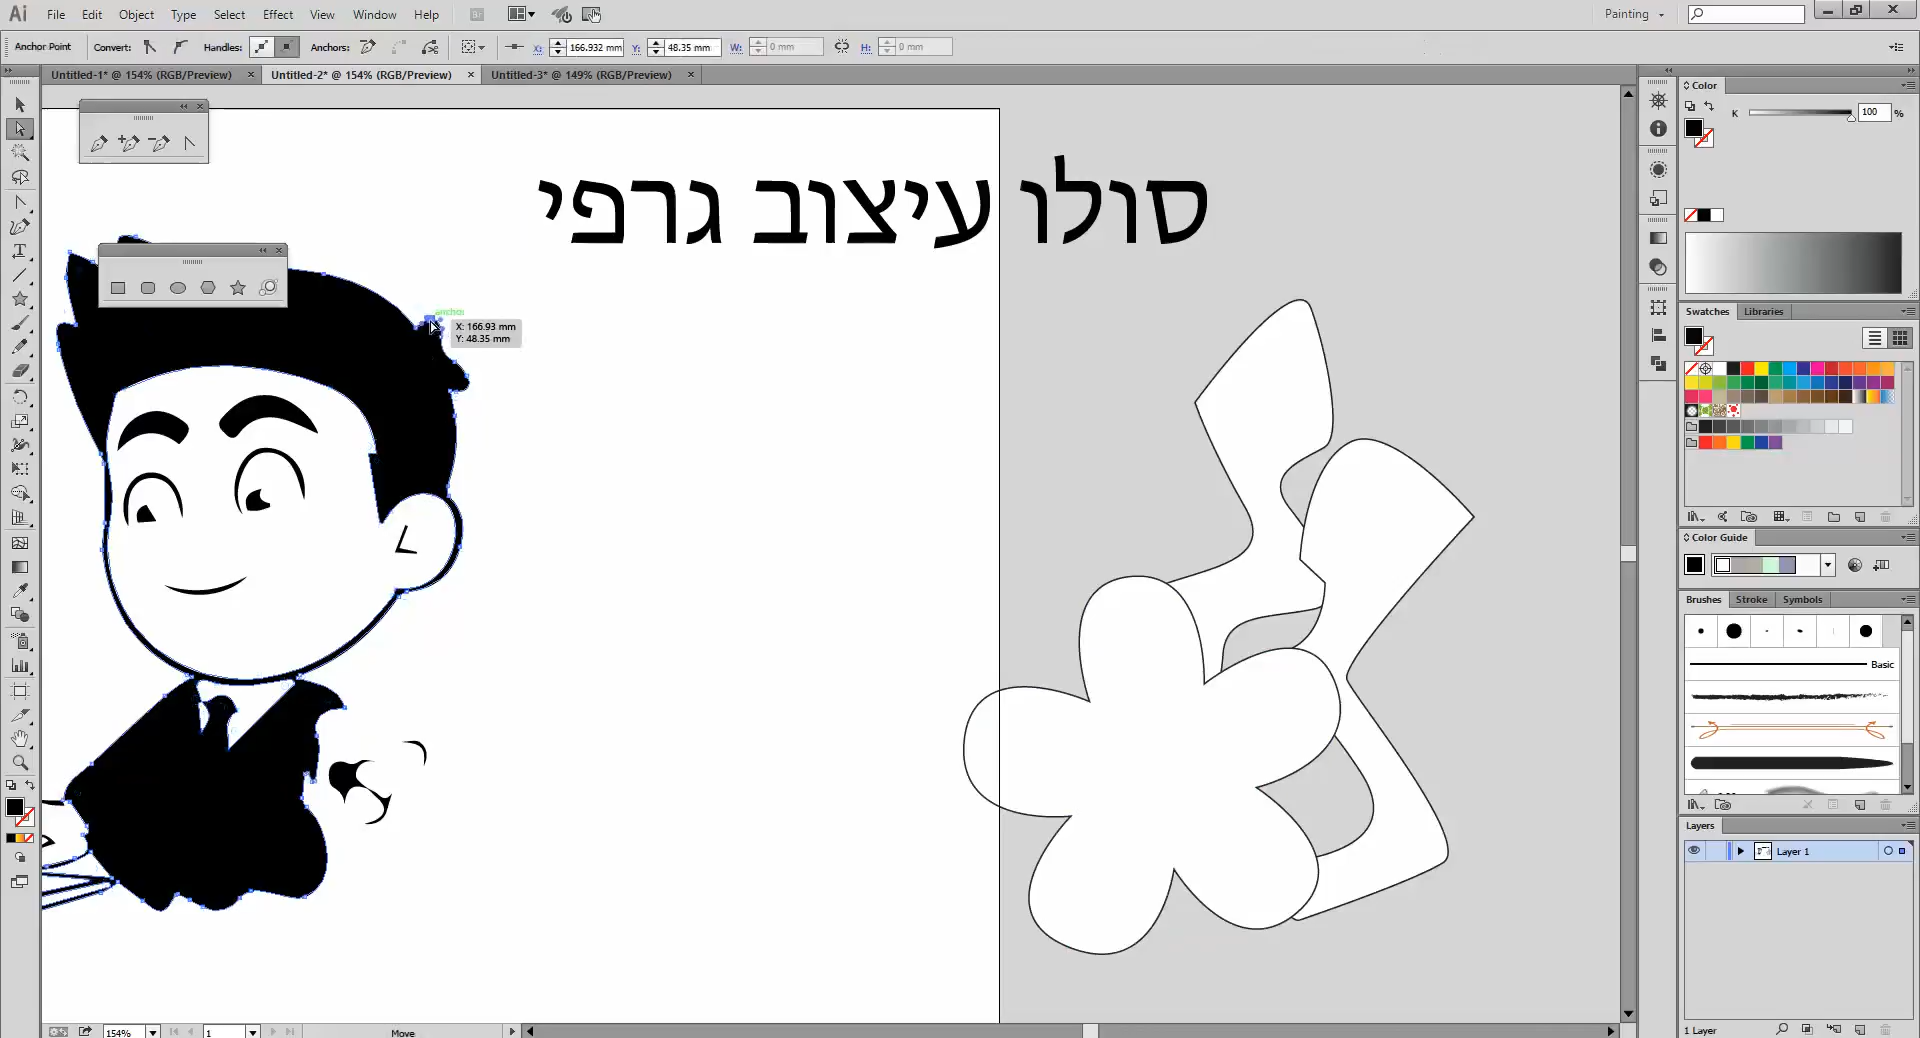 Ai File Edit Object Type Select Effect View Window Help Br Painting
Anchor Point Convert: Handles: Anchors: X: 166.932 mm Y: 48.35 mm W: 0 mm H: 0 mm
Untitled-1* @ 154% (RGB/Preview) × Untitled-2* @ 154% (RGB/Preview) × Untitled-3* @ 149% (RGB/Preview) ×
Color
K 100 %
סולו עיצוב גרפי
anchor
X: 166.93 mm
Y: 48.35 mm
Swatches Libraries
Color Guide
Brushes Stroke Symbols
Basic
Layers
Layer 1
1 Layer
154% 1 Move